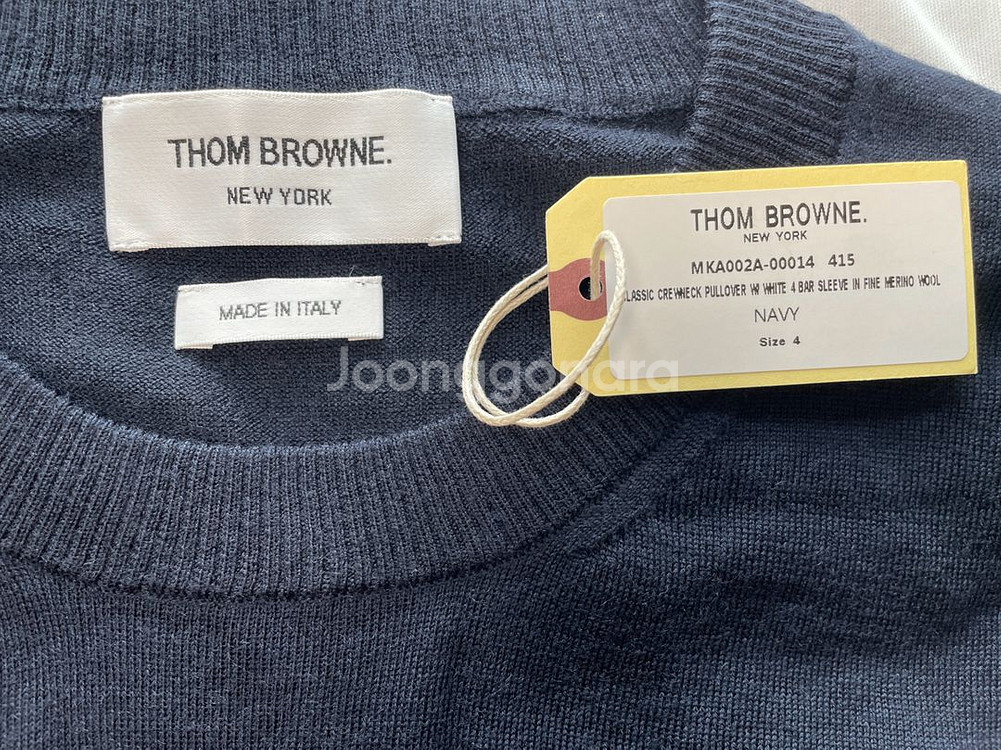 THOM BROWNE.
NEW YORK
MADE IN ITALY
THOM BROWNE.
NEW YORK
MKA002A-00014 415
CLASSIC CREWNECK PULLOVER W/ WHITE 4 BAR SLEEVE IN FINE MERINO WOOL
NAVY
Size 4
Joonggonara